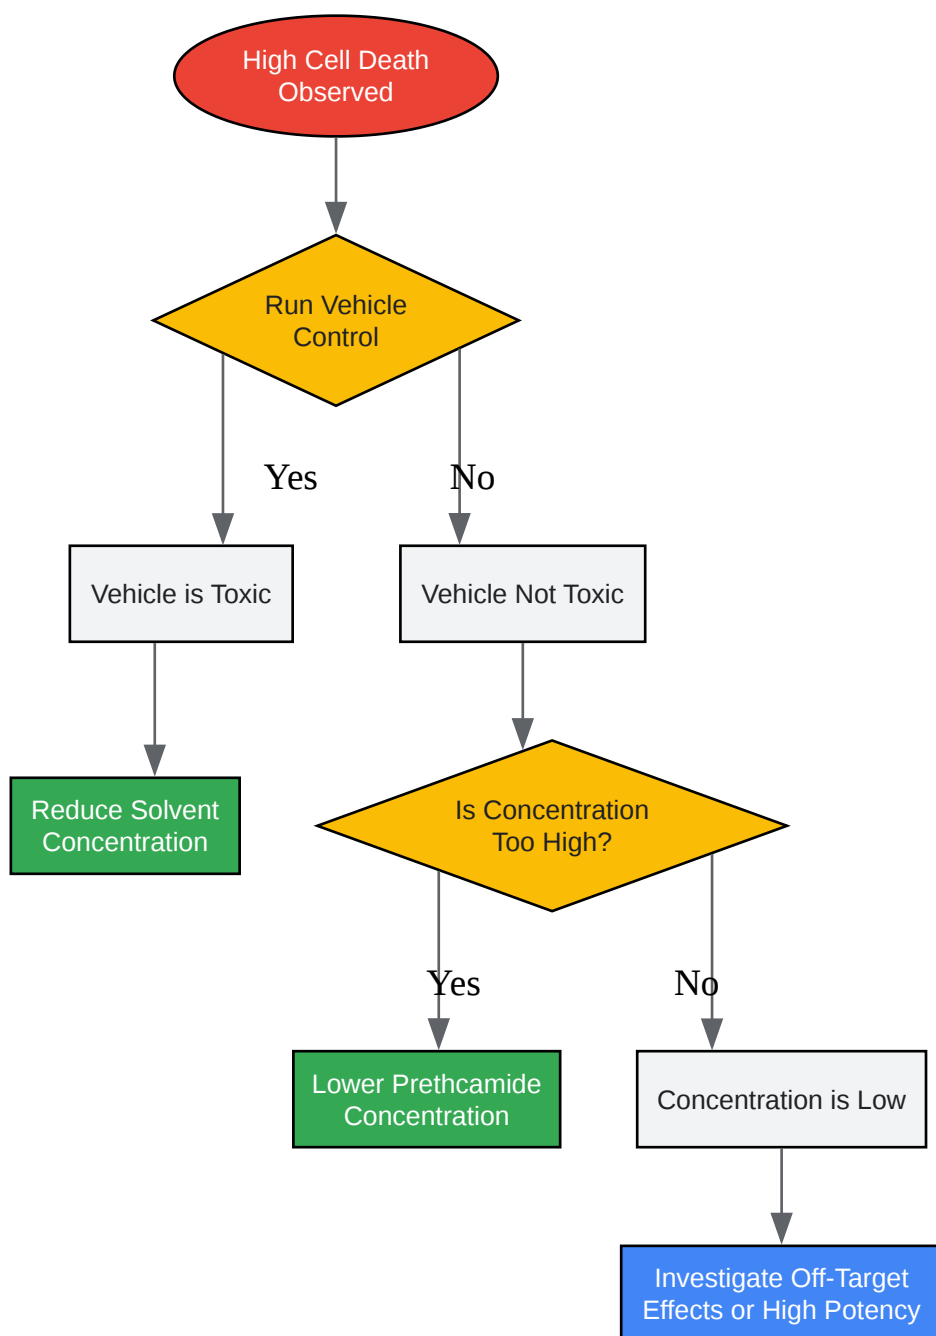 High Cell Death
Observed
Run Vehicle
Control
Yes
No
Vehicle is Toxic
Vehicle Not Toxic
Reduce Solvent
Concentration
Is Concentration
Too High?
Yes
No
Lower Prethcamide
Concentration
Concentration is Low
Investigate Off-Target
Effects or High Potency